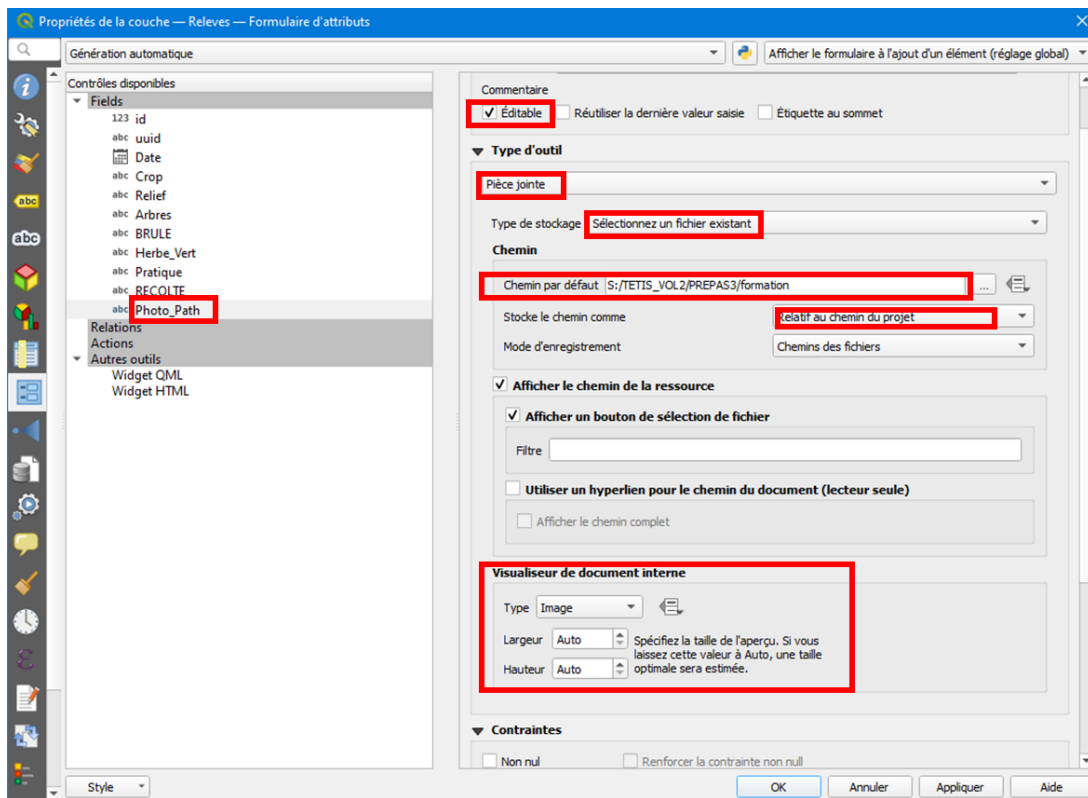 Propriétés de la couche — Releves — Formulaire d'attributs
Génération automatique
Afficher le formulaire à l'ajout d'un élément (réglage global)
Contrôles disponibles
Fields
123 id
abc uuid
Date
abc Crop
abc Relief
abc Arbres
abc BRULE
abc Herbe_Vert
abc Pratique
abc RECOLTE
abc Photo_Path
Relations
Actions
Autres outils
Widget QML
Widget HTML
abc
abc
Commentaire
Éditable Réutiliser la dernière valeur saisie Étiquette au sommet
Type d'outil
Pièce jointe
Type de stockage Sélectionnez un fichier existant
Chemin
Chemin par défaut S:/TETIS_VOL2/PREPAS3/formation ...
Stocke le chemin comme Relatif au chemin du projet
Mode d'enregistrement Chemins des fichiers
Afficher le chemin de la ressource
Afficher un bouton de sélection de fichier
Filtre
Utiliser un hyperlien pour le chemin du document (lecteur seule)
Afficher le chemin complet
Visualiseur de document interne
Type Image
Largeur Auto
Hauteur Auto
Spécifiez la taille de l'aperçu. Si vous
laissez cette valeur à Auto, une taille
optimale sera estimée.
Contraintes
Non nul Renforcer la contrainte non null
Style OK Annuler Appliquer Aide